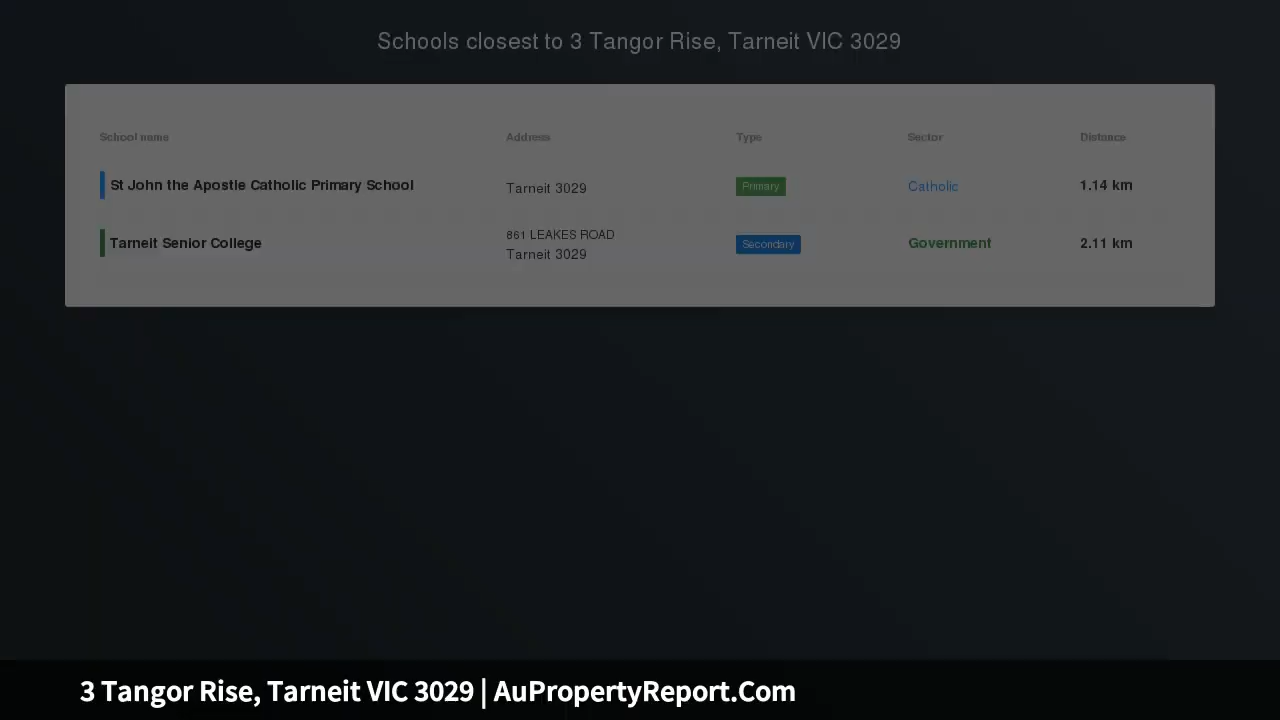 Schools closest to 3 Tangor Rise, Tarneit VIC 3029
School name Address Type Sector Distance
St John the Apostle Catholic Primary School Tarneit 3029 Primary Catholic 1.14 km
861 LEAKES ROAD
Tarneit Senior College Tarneit 3029 Secondary Government 2.11 km
3 Tangor Rise, Tarneit VIC 3029 | AuPropertyReport.Com